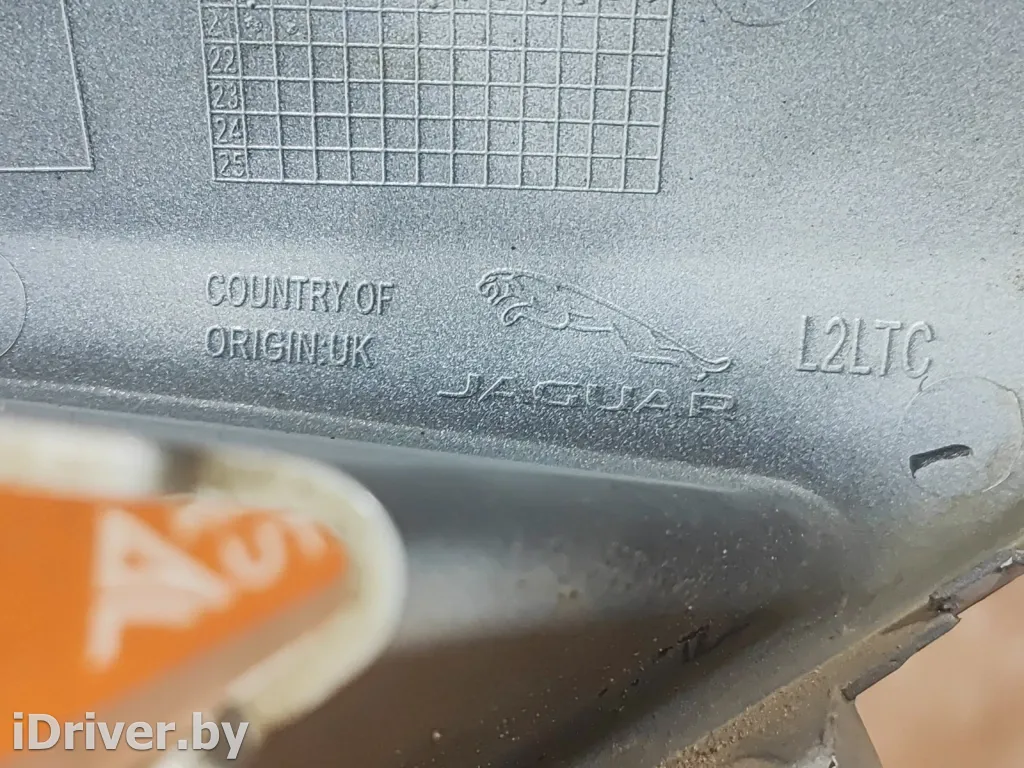 21
22
23
24
25
COUNTRY OF
ORIGIN:UK
JAGUAR
L2LTC
iDriver.by